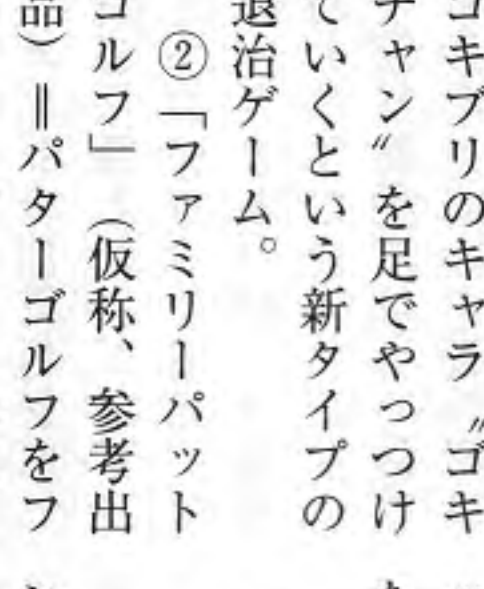 ゴキブリのキャラ〝ゴキ
チャン〟を足でやっつけ
ていくという新タイプの
退治ゲーム。
②「ファミリーパット
ゴルフ」（仮称、参考出
品）＝パターゴルフをフ